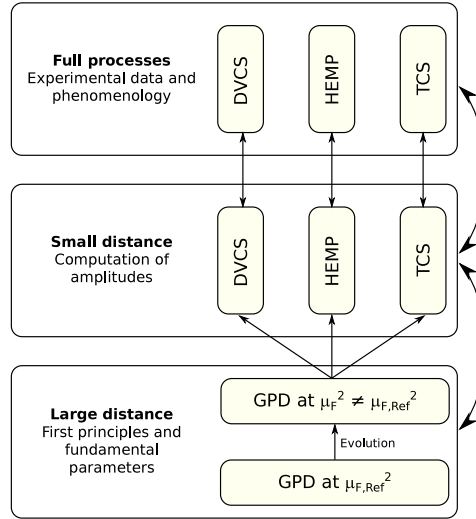 Full processes
Experimental data and
phenomenology
DVCS
HEMP
TCS
Small distance
Computation of
amplitudes
DVCS
HEMP
TCS
Large distance
First principles and
fundamental
parameters
GPD at μF² ≠ μF,Ref²
Evolution
GPD at μF,Ref²